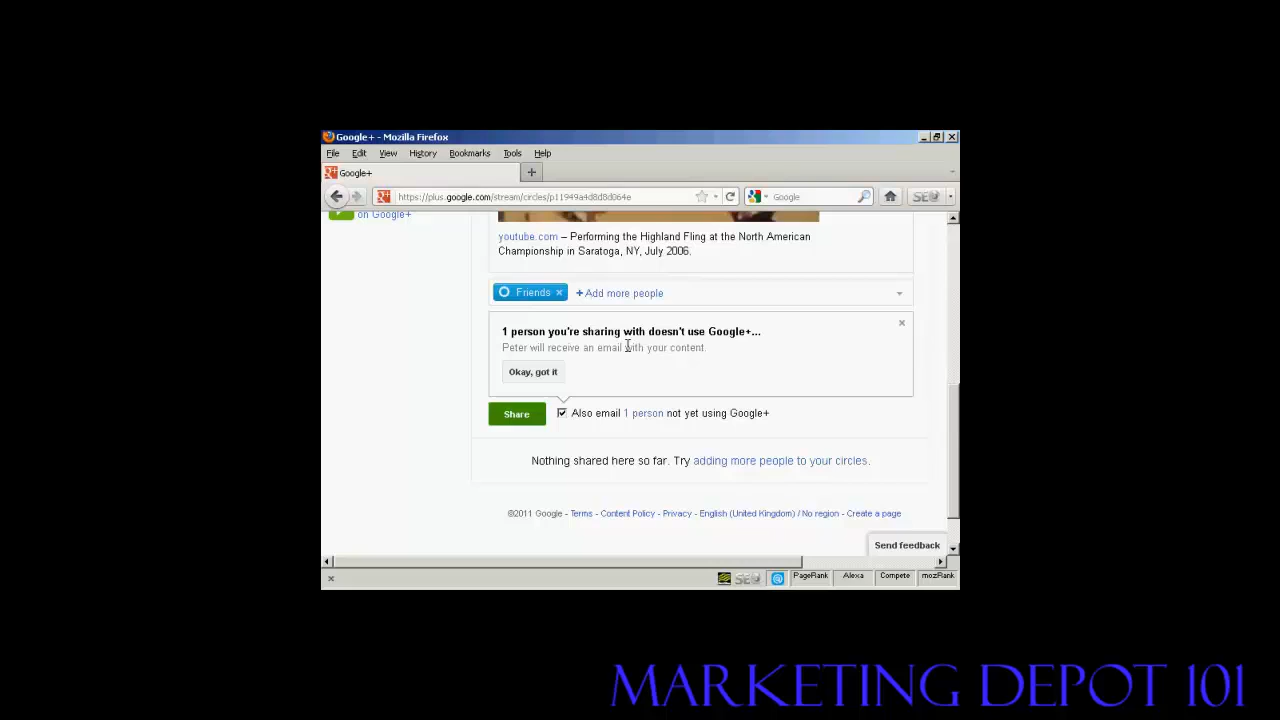 Google+ - Mozilla Firefox
File Edit View History Bookmarks Tools Help
Google+
https://plus.google.com/stream/circles/p11949a4d8d8d064e
Google
on Google+
youtube.com – Performing the Highland Fling at the North American
Championship in Saratoga, NY, July 2006.
Friends
+ Add more people
1 person you're sharing with doesn't use Google+...
Peter will receive an email with your content.
Okay, got it
Share
Also email 1 person not yet using Google+
Nothing shared here so far. Try adding more people to your circles.
©2011 Google - Terms - Content Policy - Privacy - English (United Kingdom) / No region - Create a page
Send feedback
PageRank Alexa Compete mozRank
MARKETING DEPOT 101